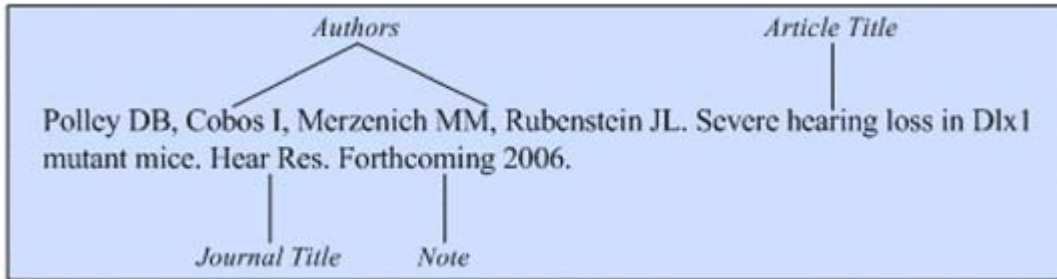 Authors Article Title
Polley DB, Cobos I, Merzenich MM, Rubenstein JL. Severe hearing loss in Dlx1
mutant mice. Hear Res. Forthcoming 2006.
Journal Title Note